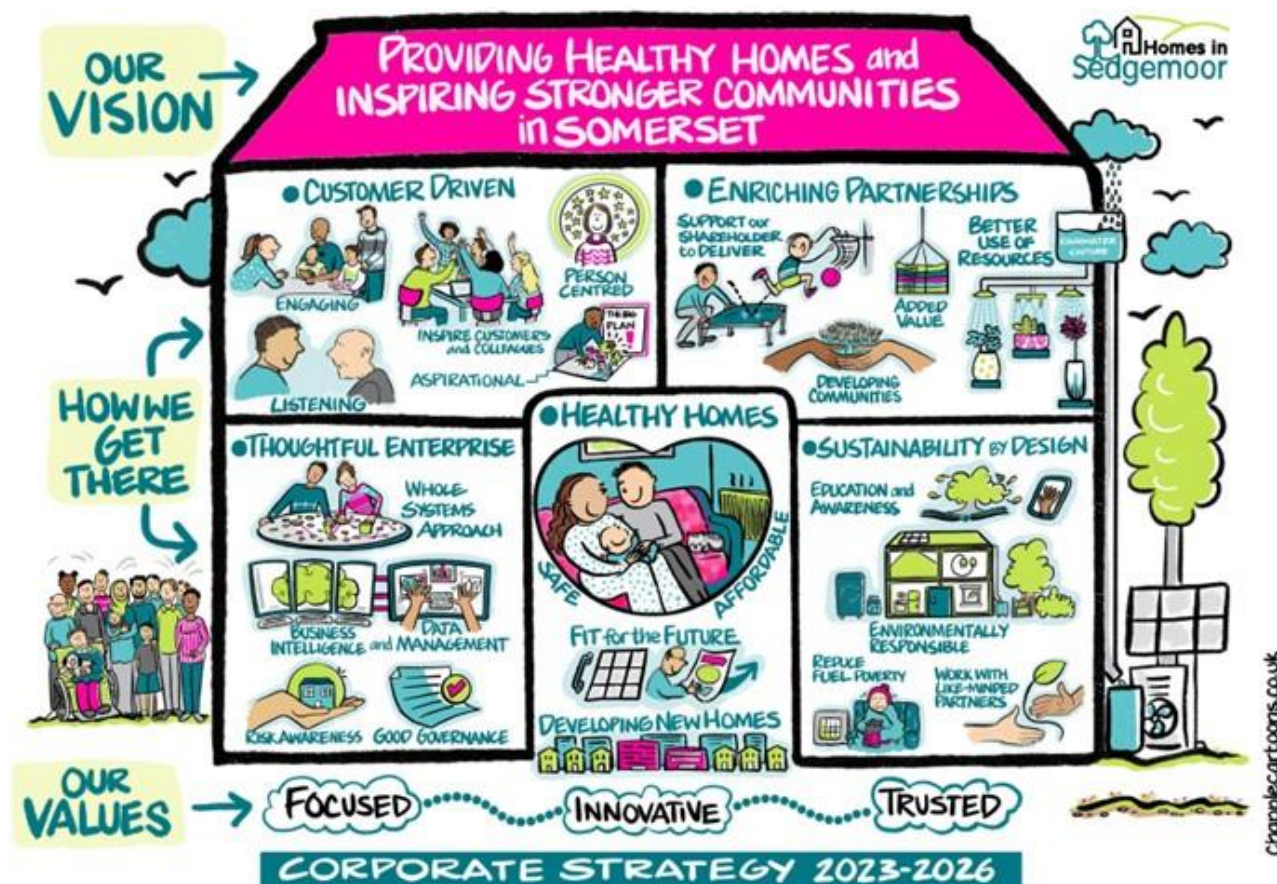 OUR
VISION
PROVIDING HEALTHY HOMES and
INSPIRING STRONGER COMMUNITIES
in SOMERSET
Homes in
Sedgemoor
HOW WE
GET
THERE
CUSTOMER DRIVEN
ENGAGING
INSPIRE CUSTOMERS
and COLLEAGUES
PERSON
CENTRED
LISTENING
ASPIRATIONAL
THE BIG
PLAN
!
ENRICHING PARTNERSHIPS
SUPPORT our
SHAREHOLDER
to DELIVER
ADDED
VALUE
BETTER
USE OF
RESOURCES
RAINWATER
CAPTURE
DEVELOPING
COMMUNITIES
THOUGHTFUL ENTERPRISE
WHOLE
SYSTEMS
APPROACH
BUSINESS
INTELLIGENCE and
DATA
MANAGEMENT
RISK AWARENESS
GOOD GOVERNANCE
HEALTHY HOMES
SAFE
AFFORDABLE
FIT for the FUTURE
DEVELOPING NEW HOMES
SUSTAINABILITY BY DESIGN
EDUCATION and
AWARENESS
ENVIRONMENTALLY
RESPONSIBLE
REDUCE
FUEL POVERTY
WORK WITH
LIKE-MINDED
PARTNERS
OUR
VALUES
FOCUSED
INNOVATIVE
TRUSTED
CORPORATE STRATEGY 2023-2026
Chapplecartoons.co.uk